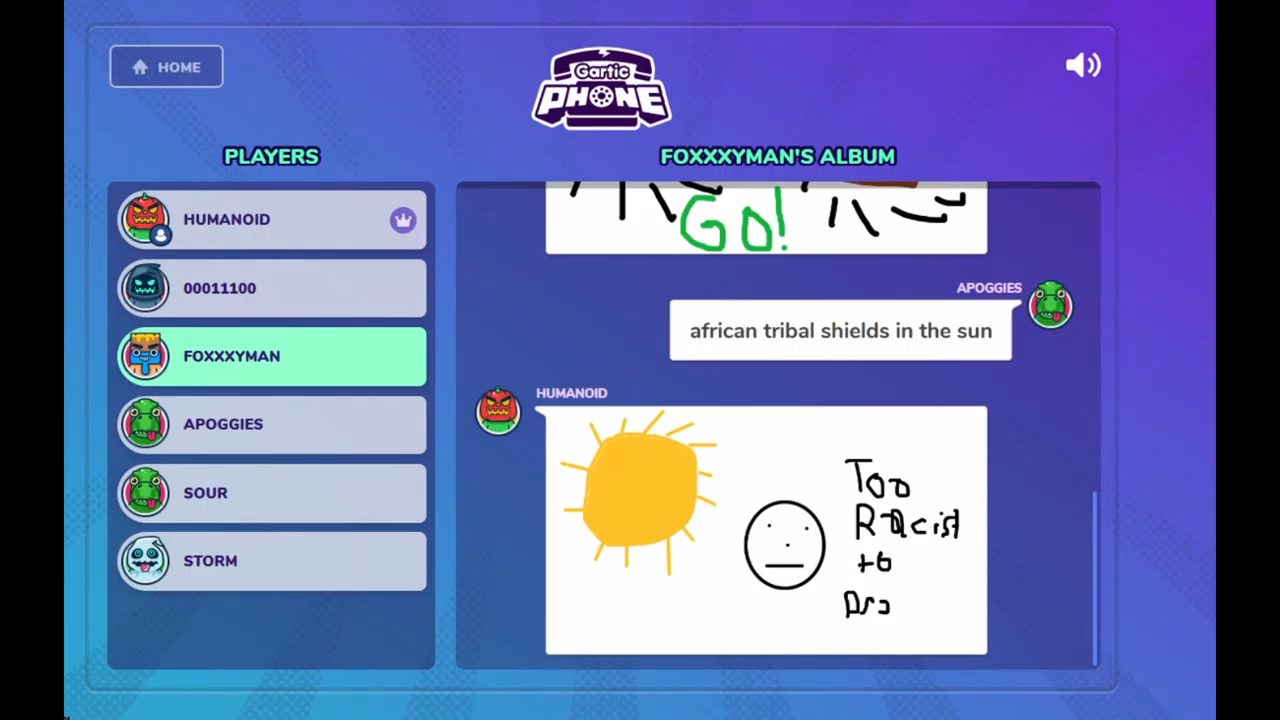 HOME
Gartic
PHONE
PLAYERS
FOXXXYMAN'S ALBUM
HUMANOID
00011100
FOXXXYMAN
APOGGIES
SOUR
STORM
GO!
APOGGIES
african tribal shields in the sun
HUMANOID
Too
Racist
to